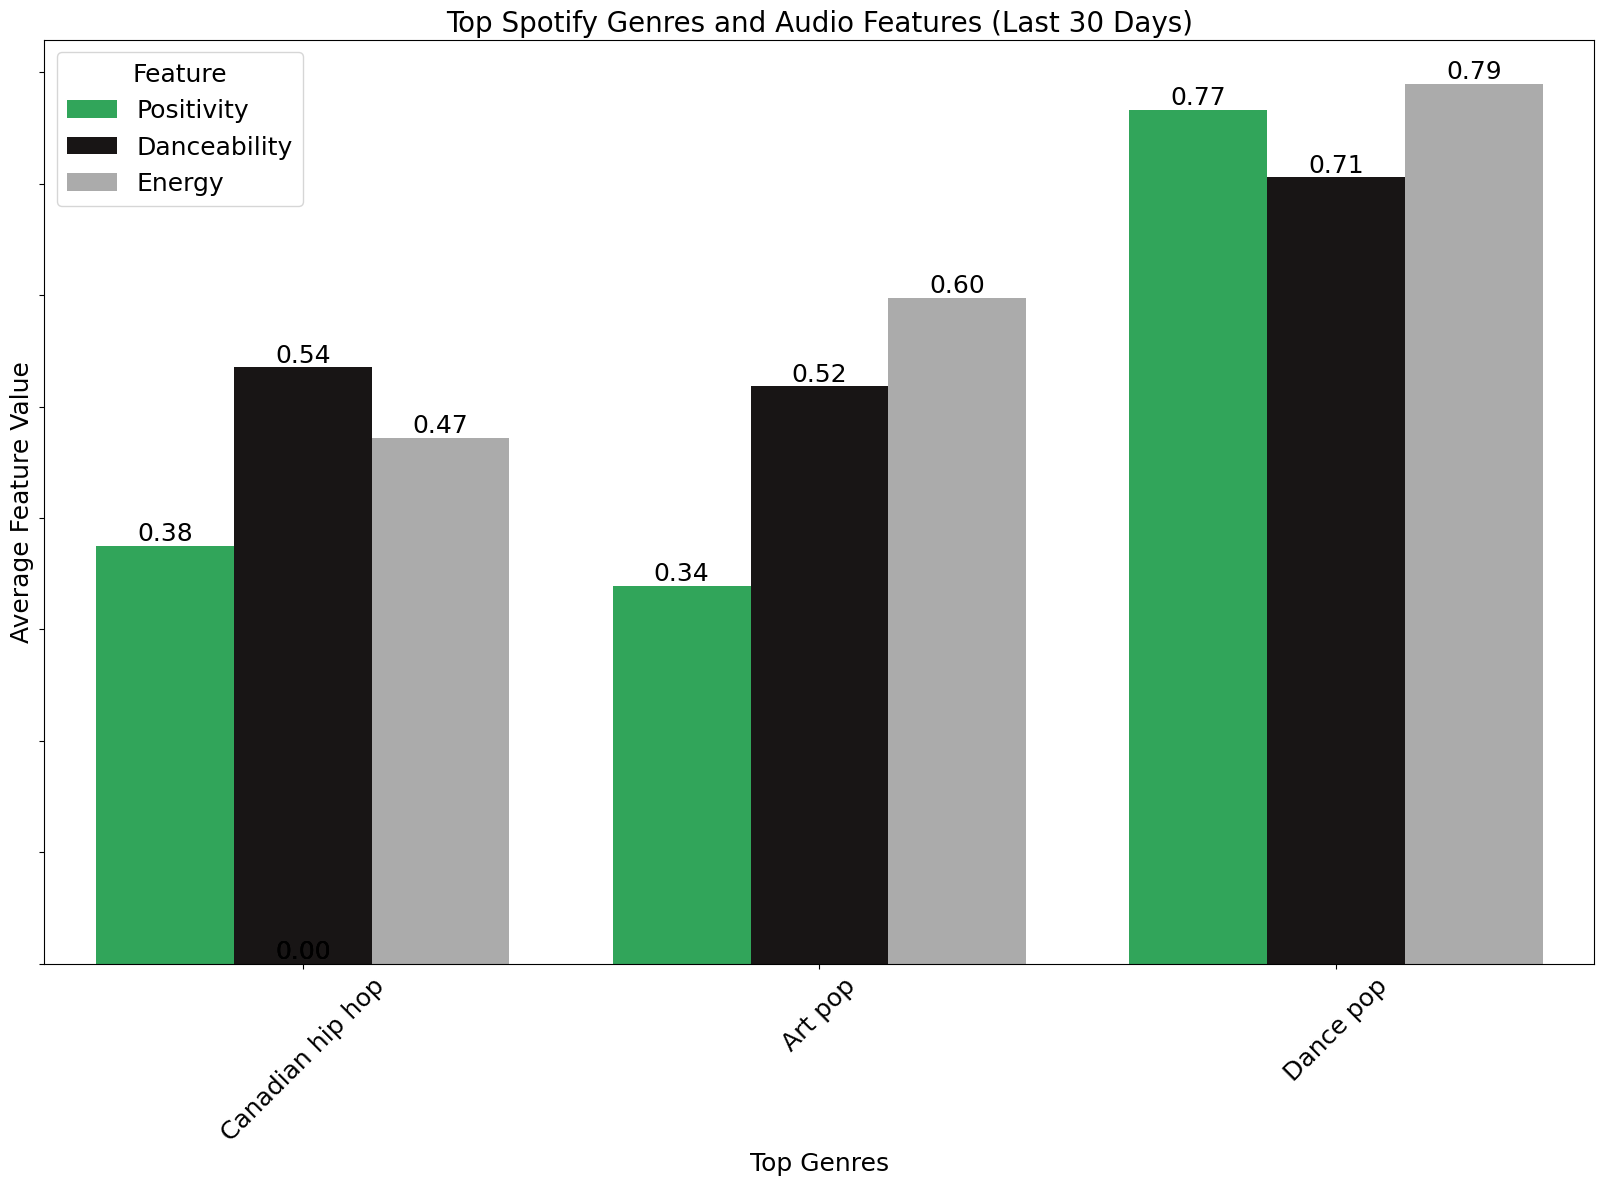 Top Spotify Genres and Audio Features (Last 30 Days)
Feature
Positivity
Danceability
Energy
Average Feature Value
0.38
0.54
0.47
0.00
0.34
0.52
0.60
0.77
0.71
0.79
Canadian hip hop
Art pop
Dance pop
Top Genres